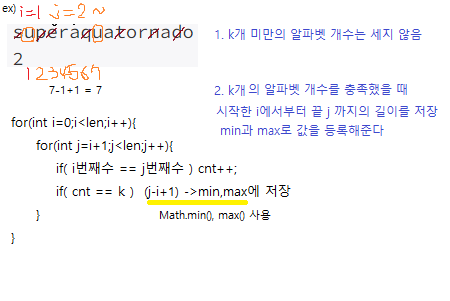 ex) i=1 j=2 ~
superaquatornado
2
1234567
7-1+1 = 7
1. k개 미만의 알파벳 개수는 세지 않음
2. k개의 알파벳 개수를 충족했을 때
시작한 i에서부터 끝 j 까지의 길이를 저장
min과 max로 값을 등록해준다
for(int i=0;i<len;i++){
for(int j=i+1;j<len;j++){
if( i번째수 == j번째수 ) cnt++;
if( cnt == k ) (j-i+1) ->min,max에 저장
} Math.min(), max() 사용
}